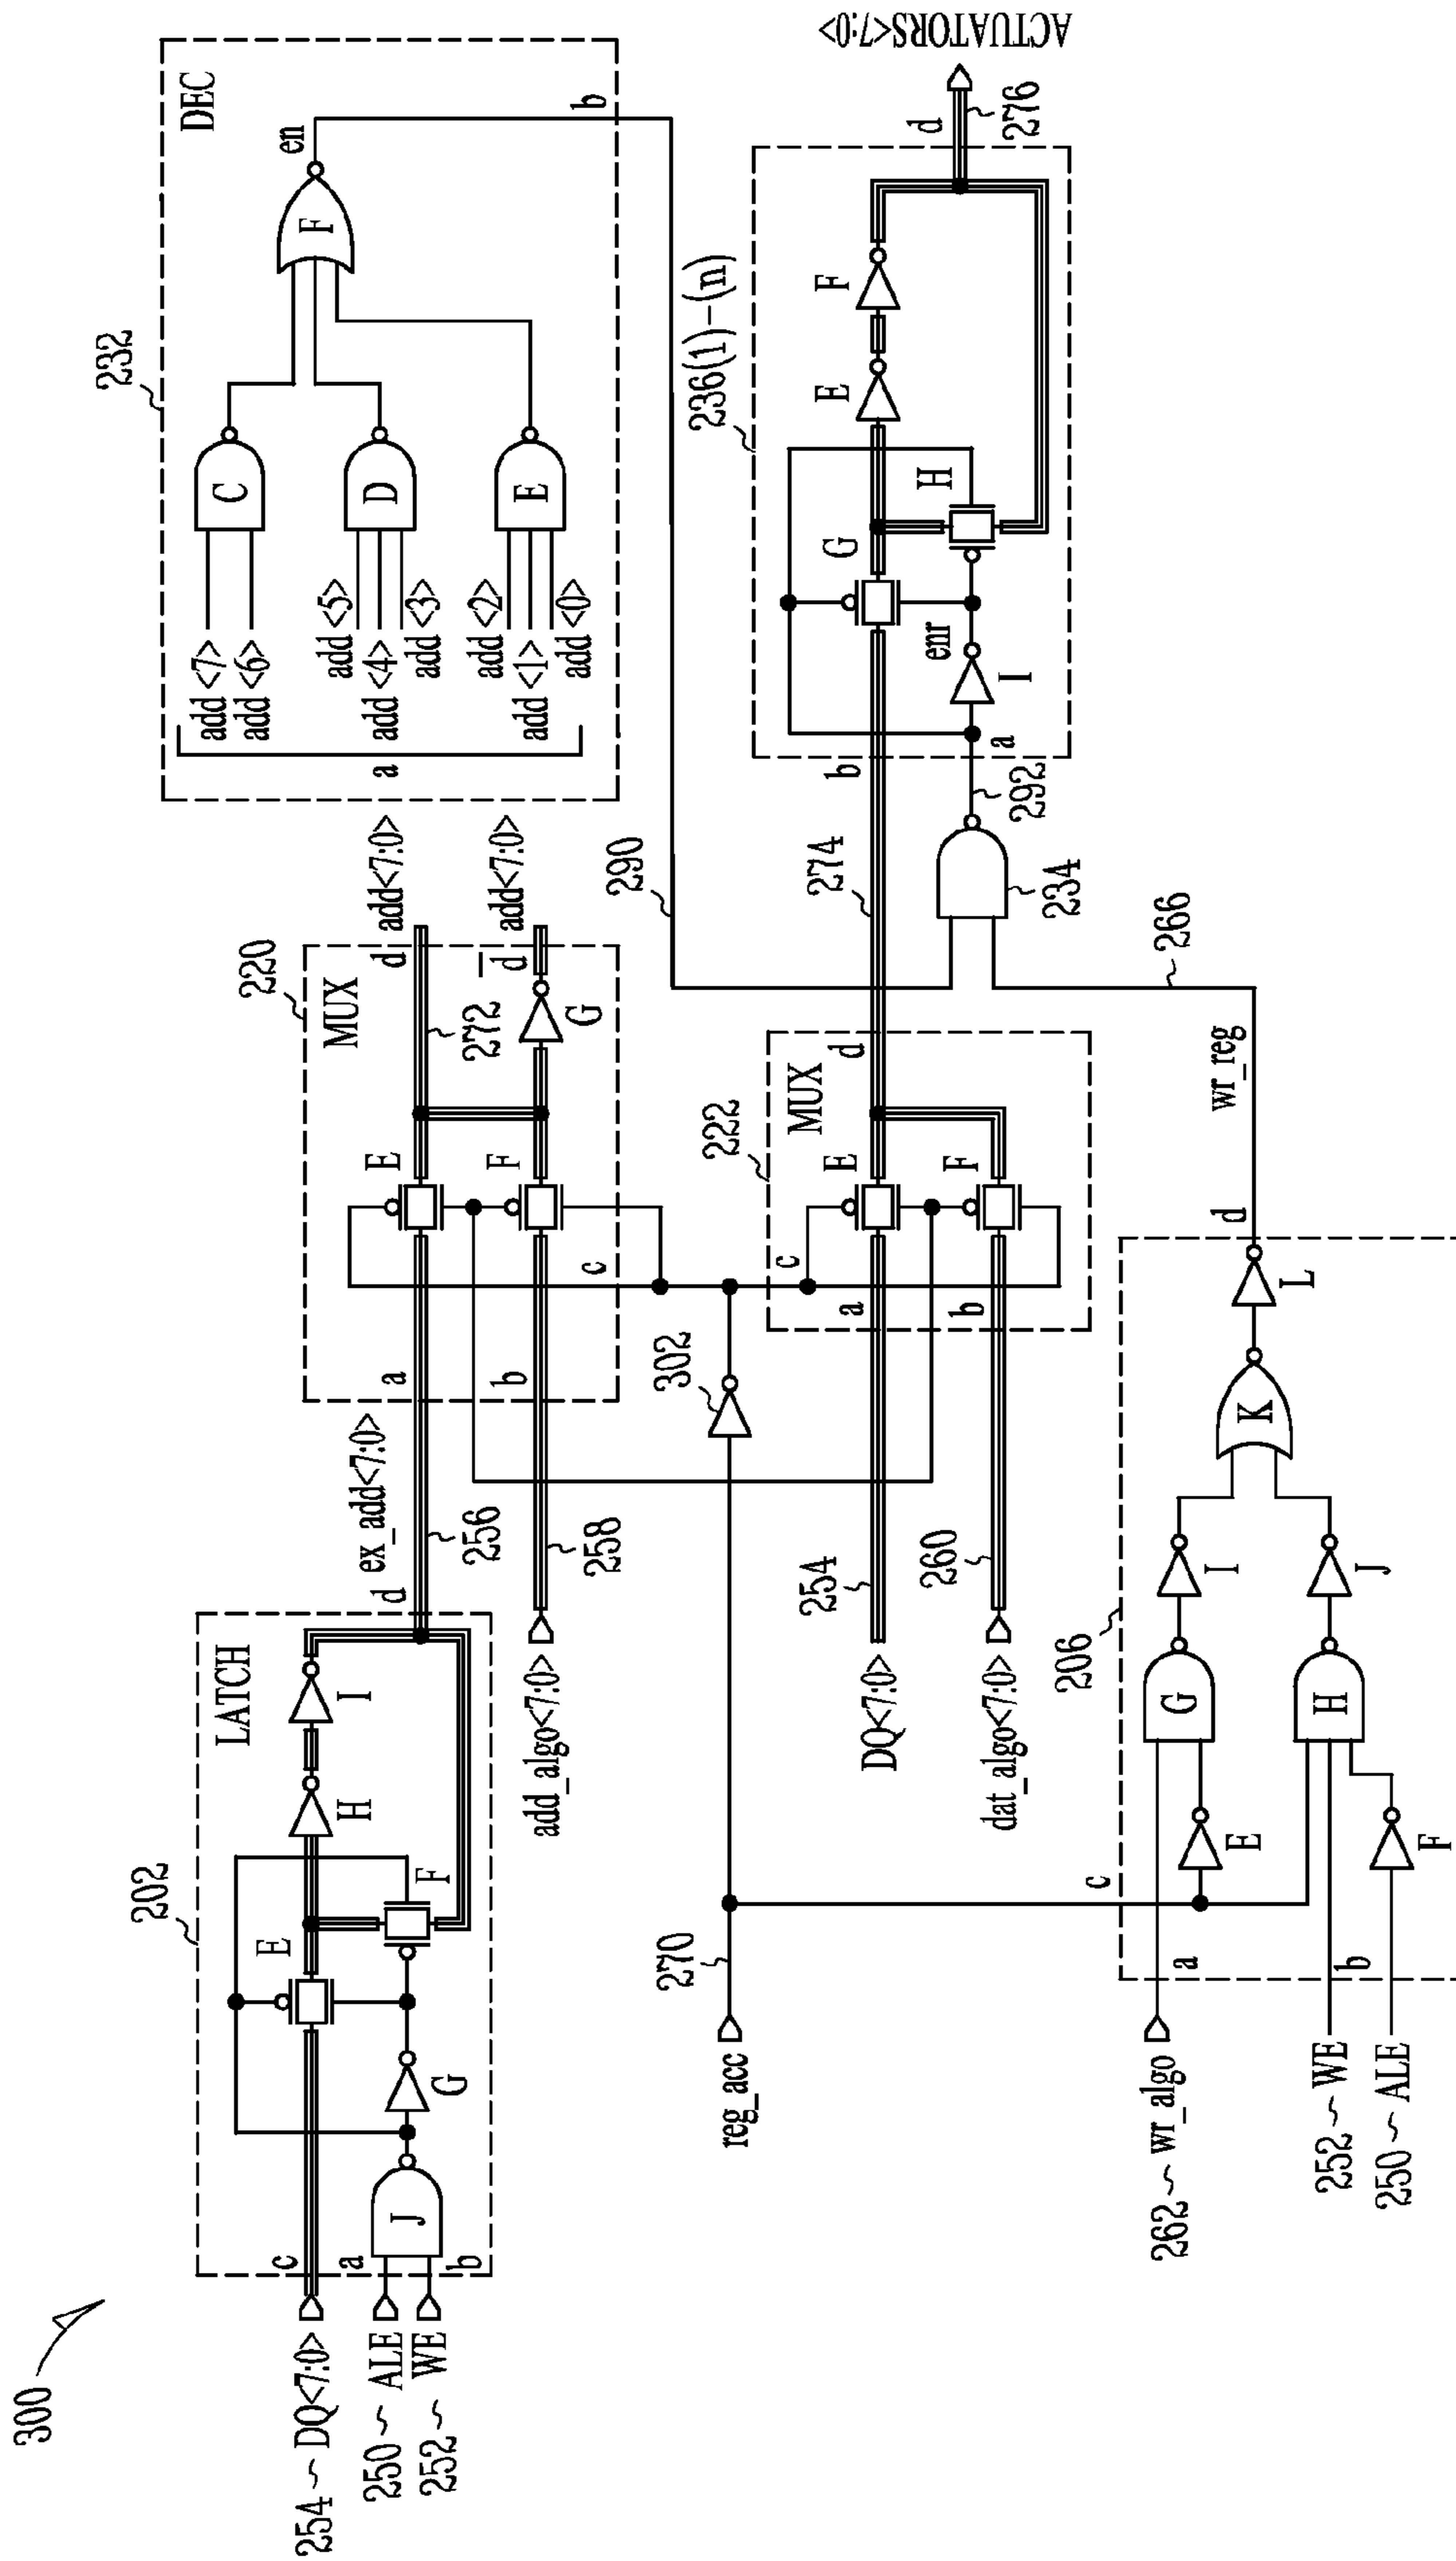 300
254 ~ DQ<7:0>
250 ~ ALE
252 ~ WE
202
LATCH
c
a
b
J
G
E
F
H
I
d
ex_add<7:0>
256
add_algo<7:0>
258
220
MUX
a
b
c
E
F
G
272
d
d
add<7:0>
add<7:0>
232
DEC
a
add <7>
add <6>
add <5>
add <4>
add <3>
add <2>
add <1>
add <0>
C
D
E
F
en
b
290
reg_acc
270
302
DQ<7:0>
254
dat_algo<7:0>
260
222
MUX
a
b
c
E
F
d
274
234
292
236(1)-(n)
b
a
I
enr
G
H
E
F
d
276
ACTUATORS<7:0>
262 ~ wr_algo
252 ~ WE
250 ~ ALE
206
a
b
c
E
F
G
H
I
J
K
L
d
wr_reg
266